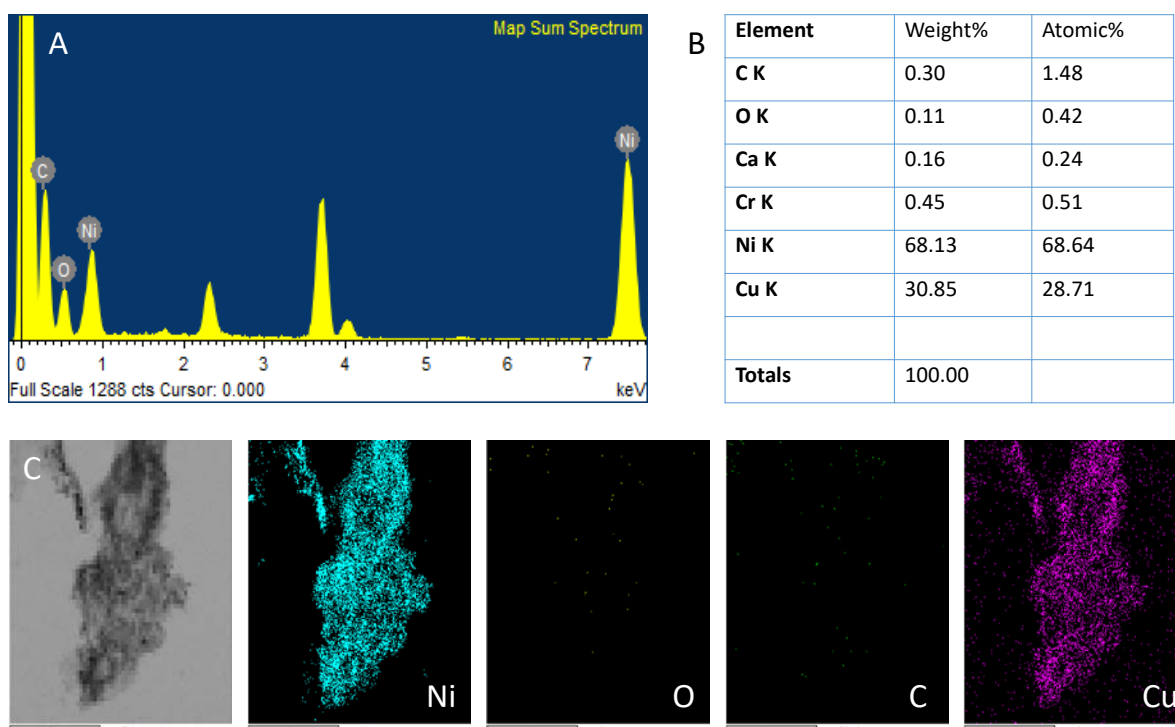 A
Map Sum Spectrum
C
O
Ni
Ni
0 1 2 3 4 5 6 7
Full Scale 1288 cts Cursor: 0.000 keV
B
Element Weight% Atomic%
C K 0.30 1.48
O K 0.11 0.42
Ca K 0.16 0.24
Cr K 0.45 0.51
Ni K 68.13 68.64
Cu K 30.85 28.71
Totals 100.00
C
Ni
O
C
Cu